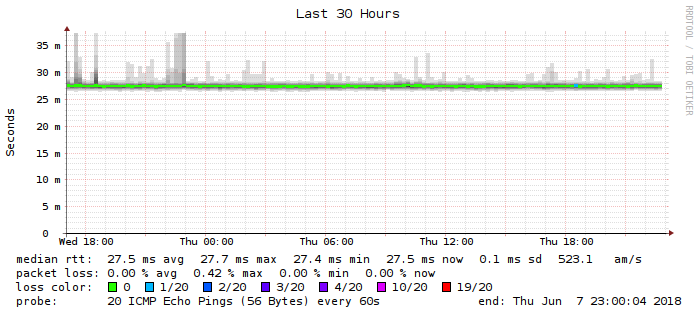 Last 30 Hours
RRDTOOL / TOBI OETIKER
Seconds
35 m
30 m
25 m
20 m
15 m
10 m
5 m
0
Wed 18:00 Thu 00:00 Thu 06:00 Thu 12:00 Thu 18:00
median rtt: 27.5 ms avg 27.7 ms max 27.4 ms min 27.5 ms now 0.1 ms sd 523.1 am/s
packet loss: 0.00 % avg 0.42 % max 0.00 % min 0.00 % now
loss color: 0 1/20 2/20 3/20 4/20 10/20 19/20
probe: 20 ICMP Echo Pings (56 Bytes) every 60s end: Thu Jun 7 23:00:04 2018